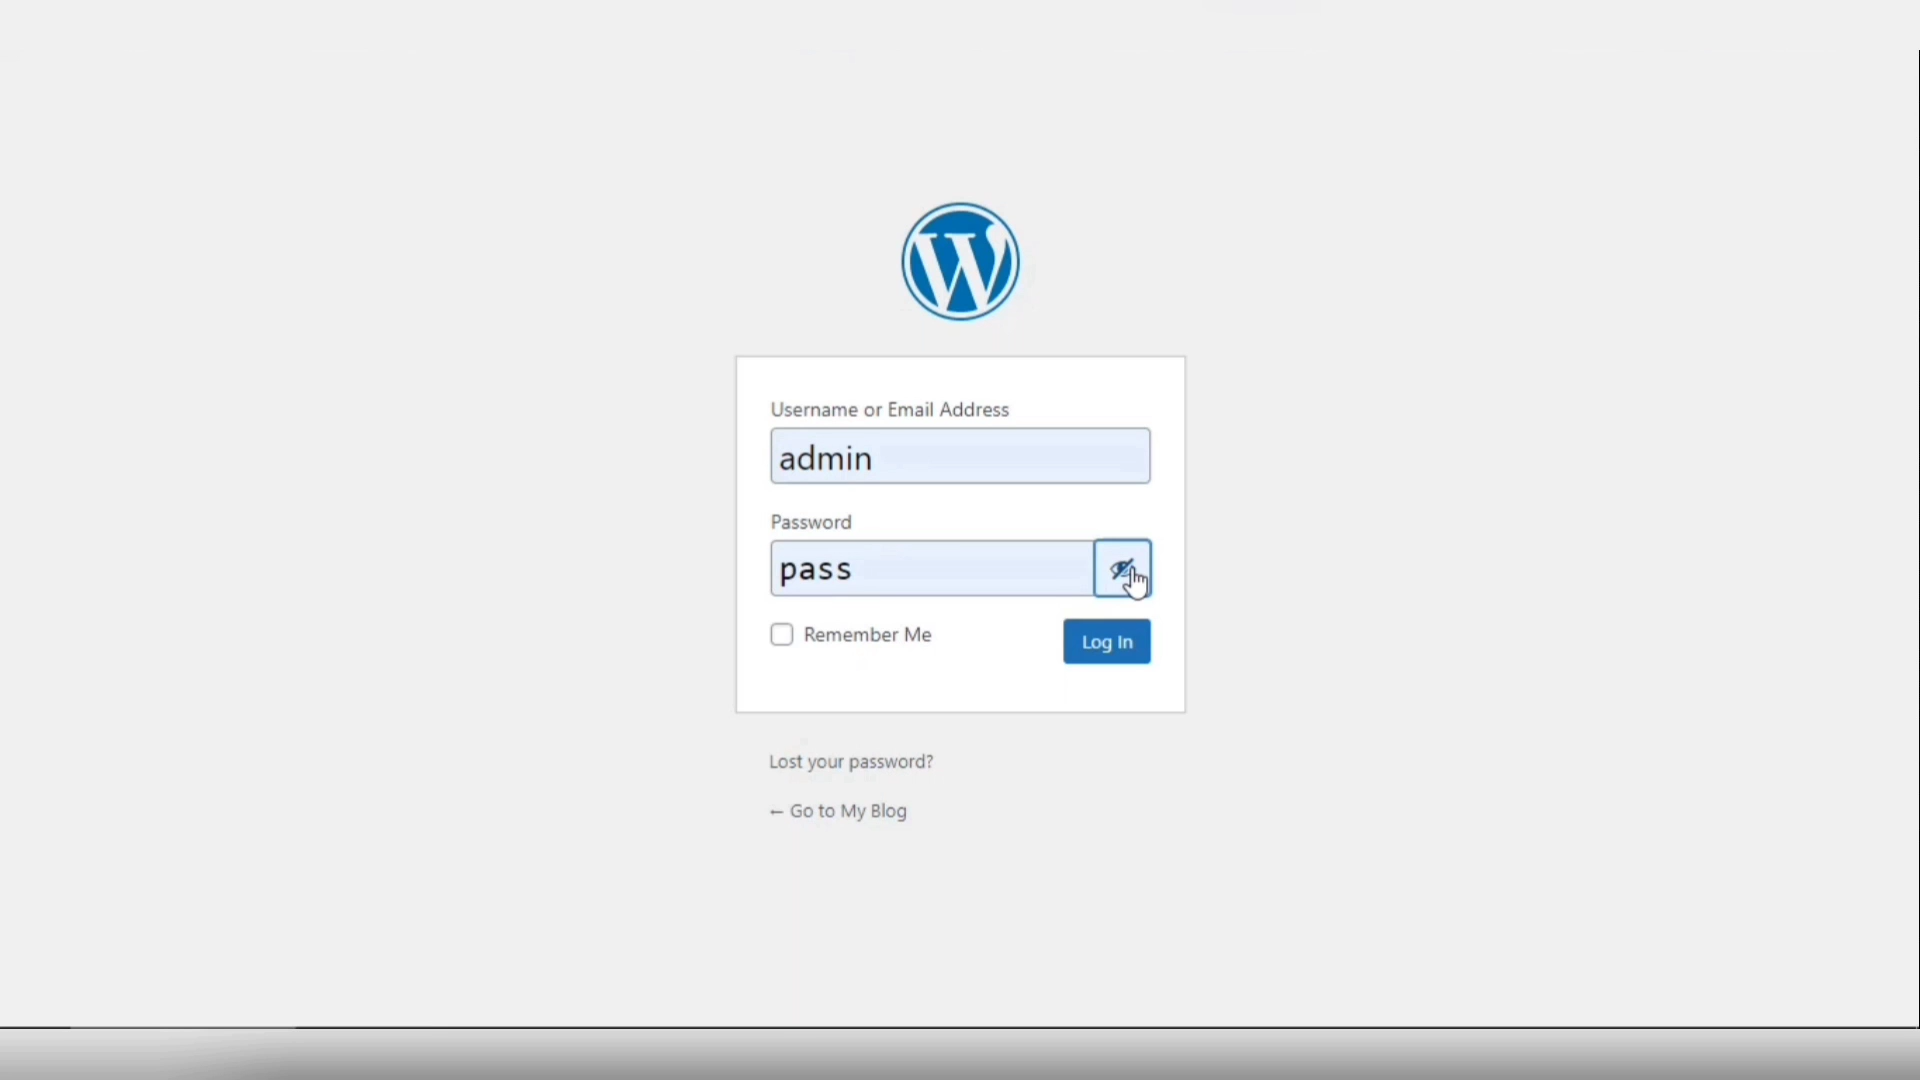 Username or Email Address
admin
Password
pass
Remember Me
Log In
Lost your password?
← Go to My Blog